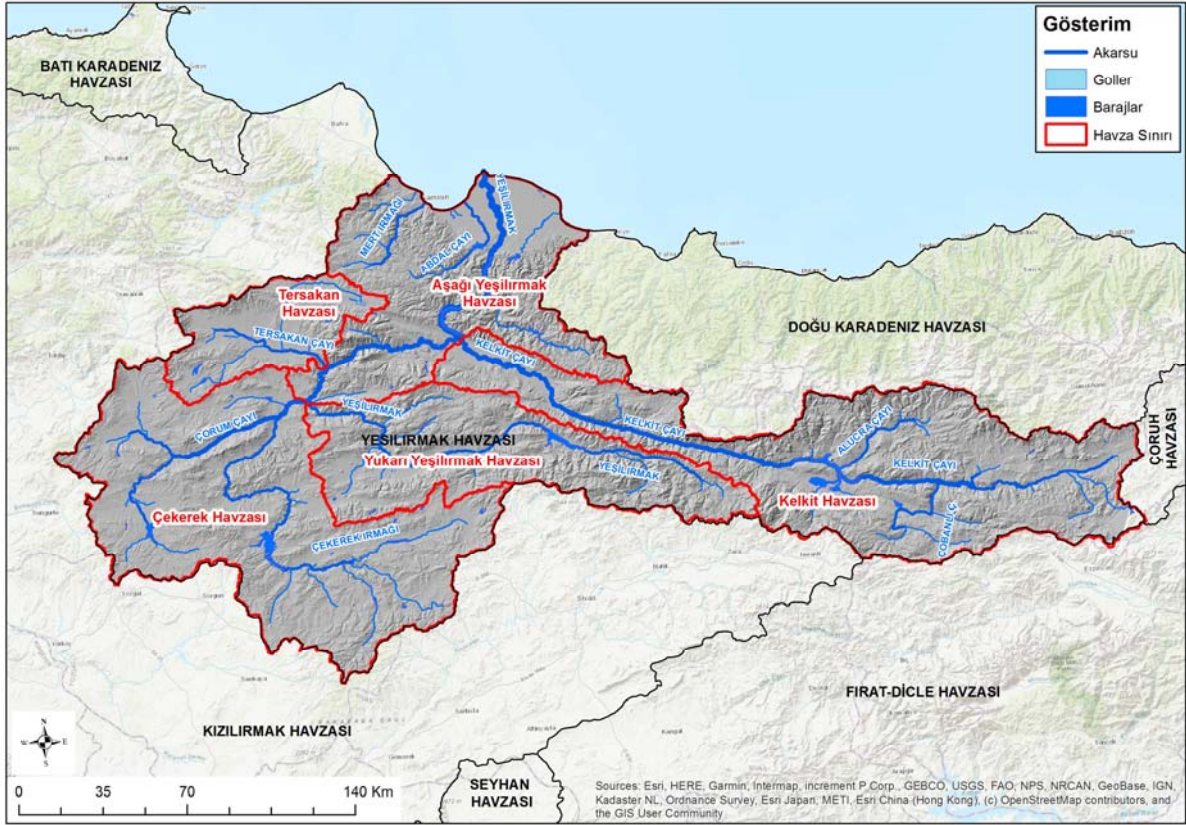 Gösterim
Akarsu
Göller
Barajlar
Havza Sınırı
BATI KARADENİZ
HAVZASI
YEŞİLIRMAK
MERT IRMAĞI
ABDAL ÇAYI
Aşağı Yeşilırmak
Havzası
Tersakan
Havzası
DOĞU KARADENİZ HAVZASI
TERSAKAN ÇAYI
KELKİT ÇAYI
ÇORUH
HAVZASI
YEŞİLIRMAK
KELKİT ÇAYI
ALUCRA ÇAYI
ÇORUM ÇAYI
YEŞİLIRMAK HAVZASI
Yukarı Yeşilırmak Havzası
YEŞİLIRMAK
KELKİT ÇAYI
Kelkit Havzası
Çekerek Havzası
ÇEKEREK IRMAĞI
ÇOBANLI Ç.
FIRAT-DİCLE HAVZASI
KIZILIRMAK HAVZASI
SEYHAN
HAVZASI
N
W E
S
0 35 70 140 Km
Sources: Esri, HERE, Garmin, Intermap, increment P Corp., GEBCO, USGS, FAO, NPS, NRCAN, GeoBase, IGN,
Kadaster NL, Ordnance Survey, Esri Japan, METI, Esri China (Hong Kong), (c) OpenStreetMap contributors, and
the GIS User Community